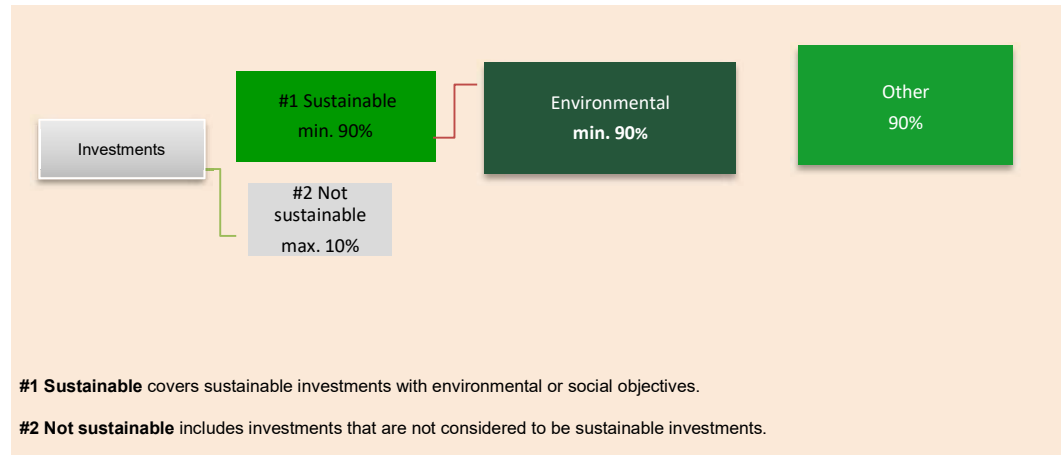 Investments
#1 Sustainable
min. 90%
#2 Not
sustainable
max. 10%
Environmental
min. 90%
Other
90%
#1 Sustainable covers sustainable investments with environmental or social objectives.
#2 Not sustainable includes investments that are not considered to be sustainable investments.